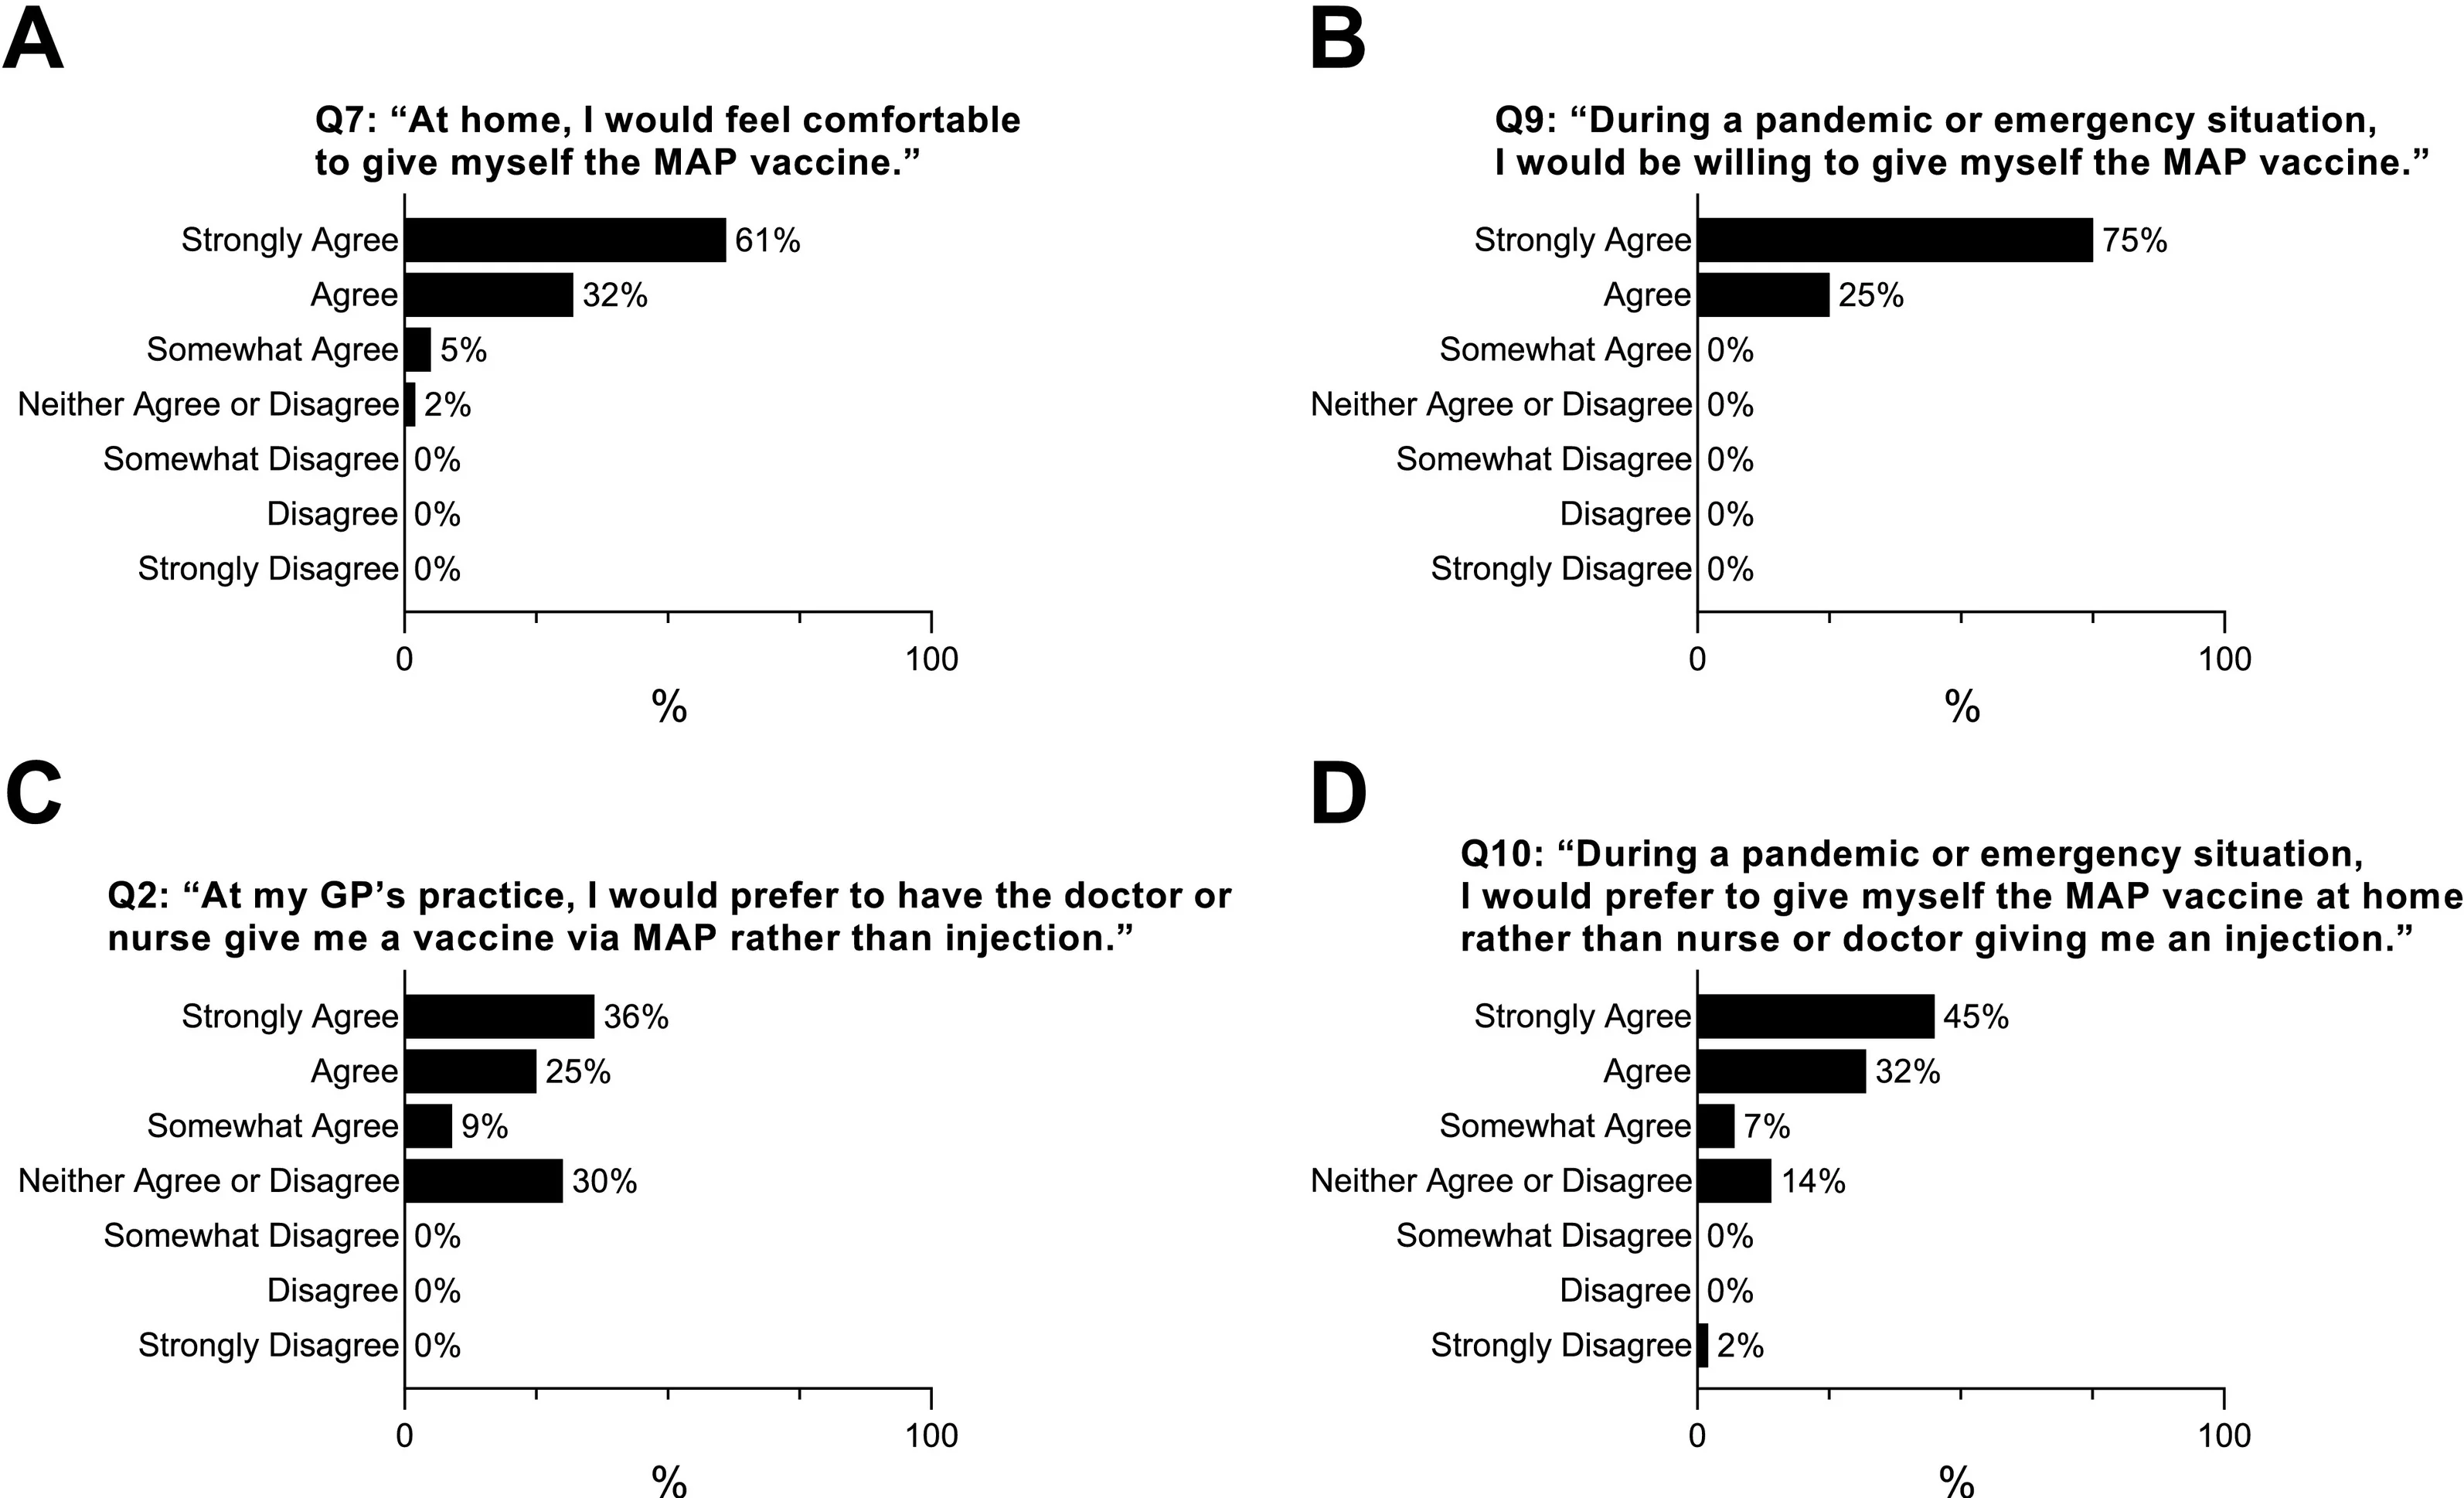 A
Q7: “At home, I would feel comfortable
to give myself the MAP vaccine.”
Strongly Agree 61%
Agree 32%
Somewhat Agree 5%
Neither Agree or Disagree 2%
Somewhat Disagree 0%
Disagree 0%
Strongly Disagree 0%
0 100
%
B
Q9: “During a pandemic or emergency situation,
I would be willing to give myself the MAP vaccine.”
Strongly Agree 75%
Agree 25%
Somewhat Agree 0%
Neither Agree or Disagree 0%
Somewhat Disagree 0%
Disagree 0%
Strongly Disagree 0%
0 100
%
C
Q2: “At my GP’s practice, I would prefer to have the doctor or
nurse give me a vaccine via MAP rather than injection.”
Strongly Agree 36%
Agree 25%
Somewhat Agree 9%
Neither Agree or Disagree 30%
Somewhat Disagree 0%
Disagree 0%
Strongly Disagree 0%
0 100
%
D
Q10: “During a pandemic or emergency situation,
I would prefer to give myself the MAP vaccine at home
rather than nurse or doctor giving me an injection.”
Strongly Agree 45%
Agree 32%
Somewhat Agree 7%
Neither Agree or Disagree 14%
Somewhat Disagree 0%
Disagree 0%
Strongly Disagree 2%
0 100
%